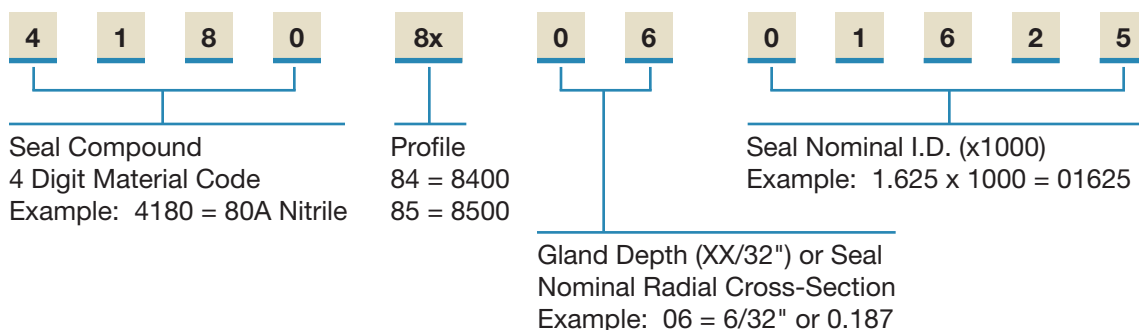 4 1 8 0 8x 0 6 0 1 6 2 5
Seal Compound
4 Digit Material Code
Example: 4180 = 80A Nitrile
Profile
84 = 8400
85 = 8500
Seal Nominal I.D. (x1000)
Example: 1.625 x 1000 = 01625
Gland Depth (XX/32") or Seal
Nominal Radial Cross-Section
Example: 06 = 6/32" or 0.187